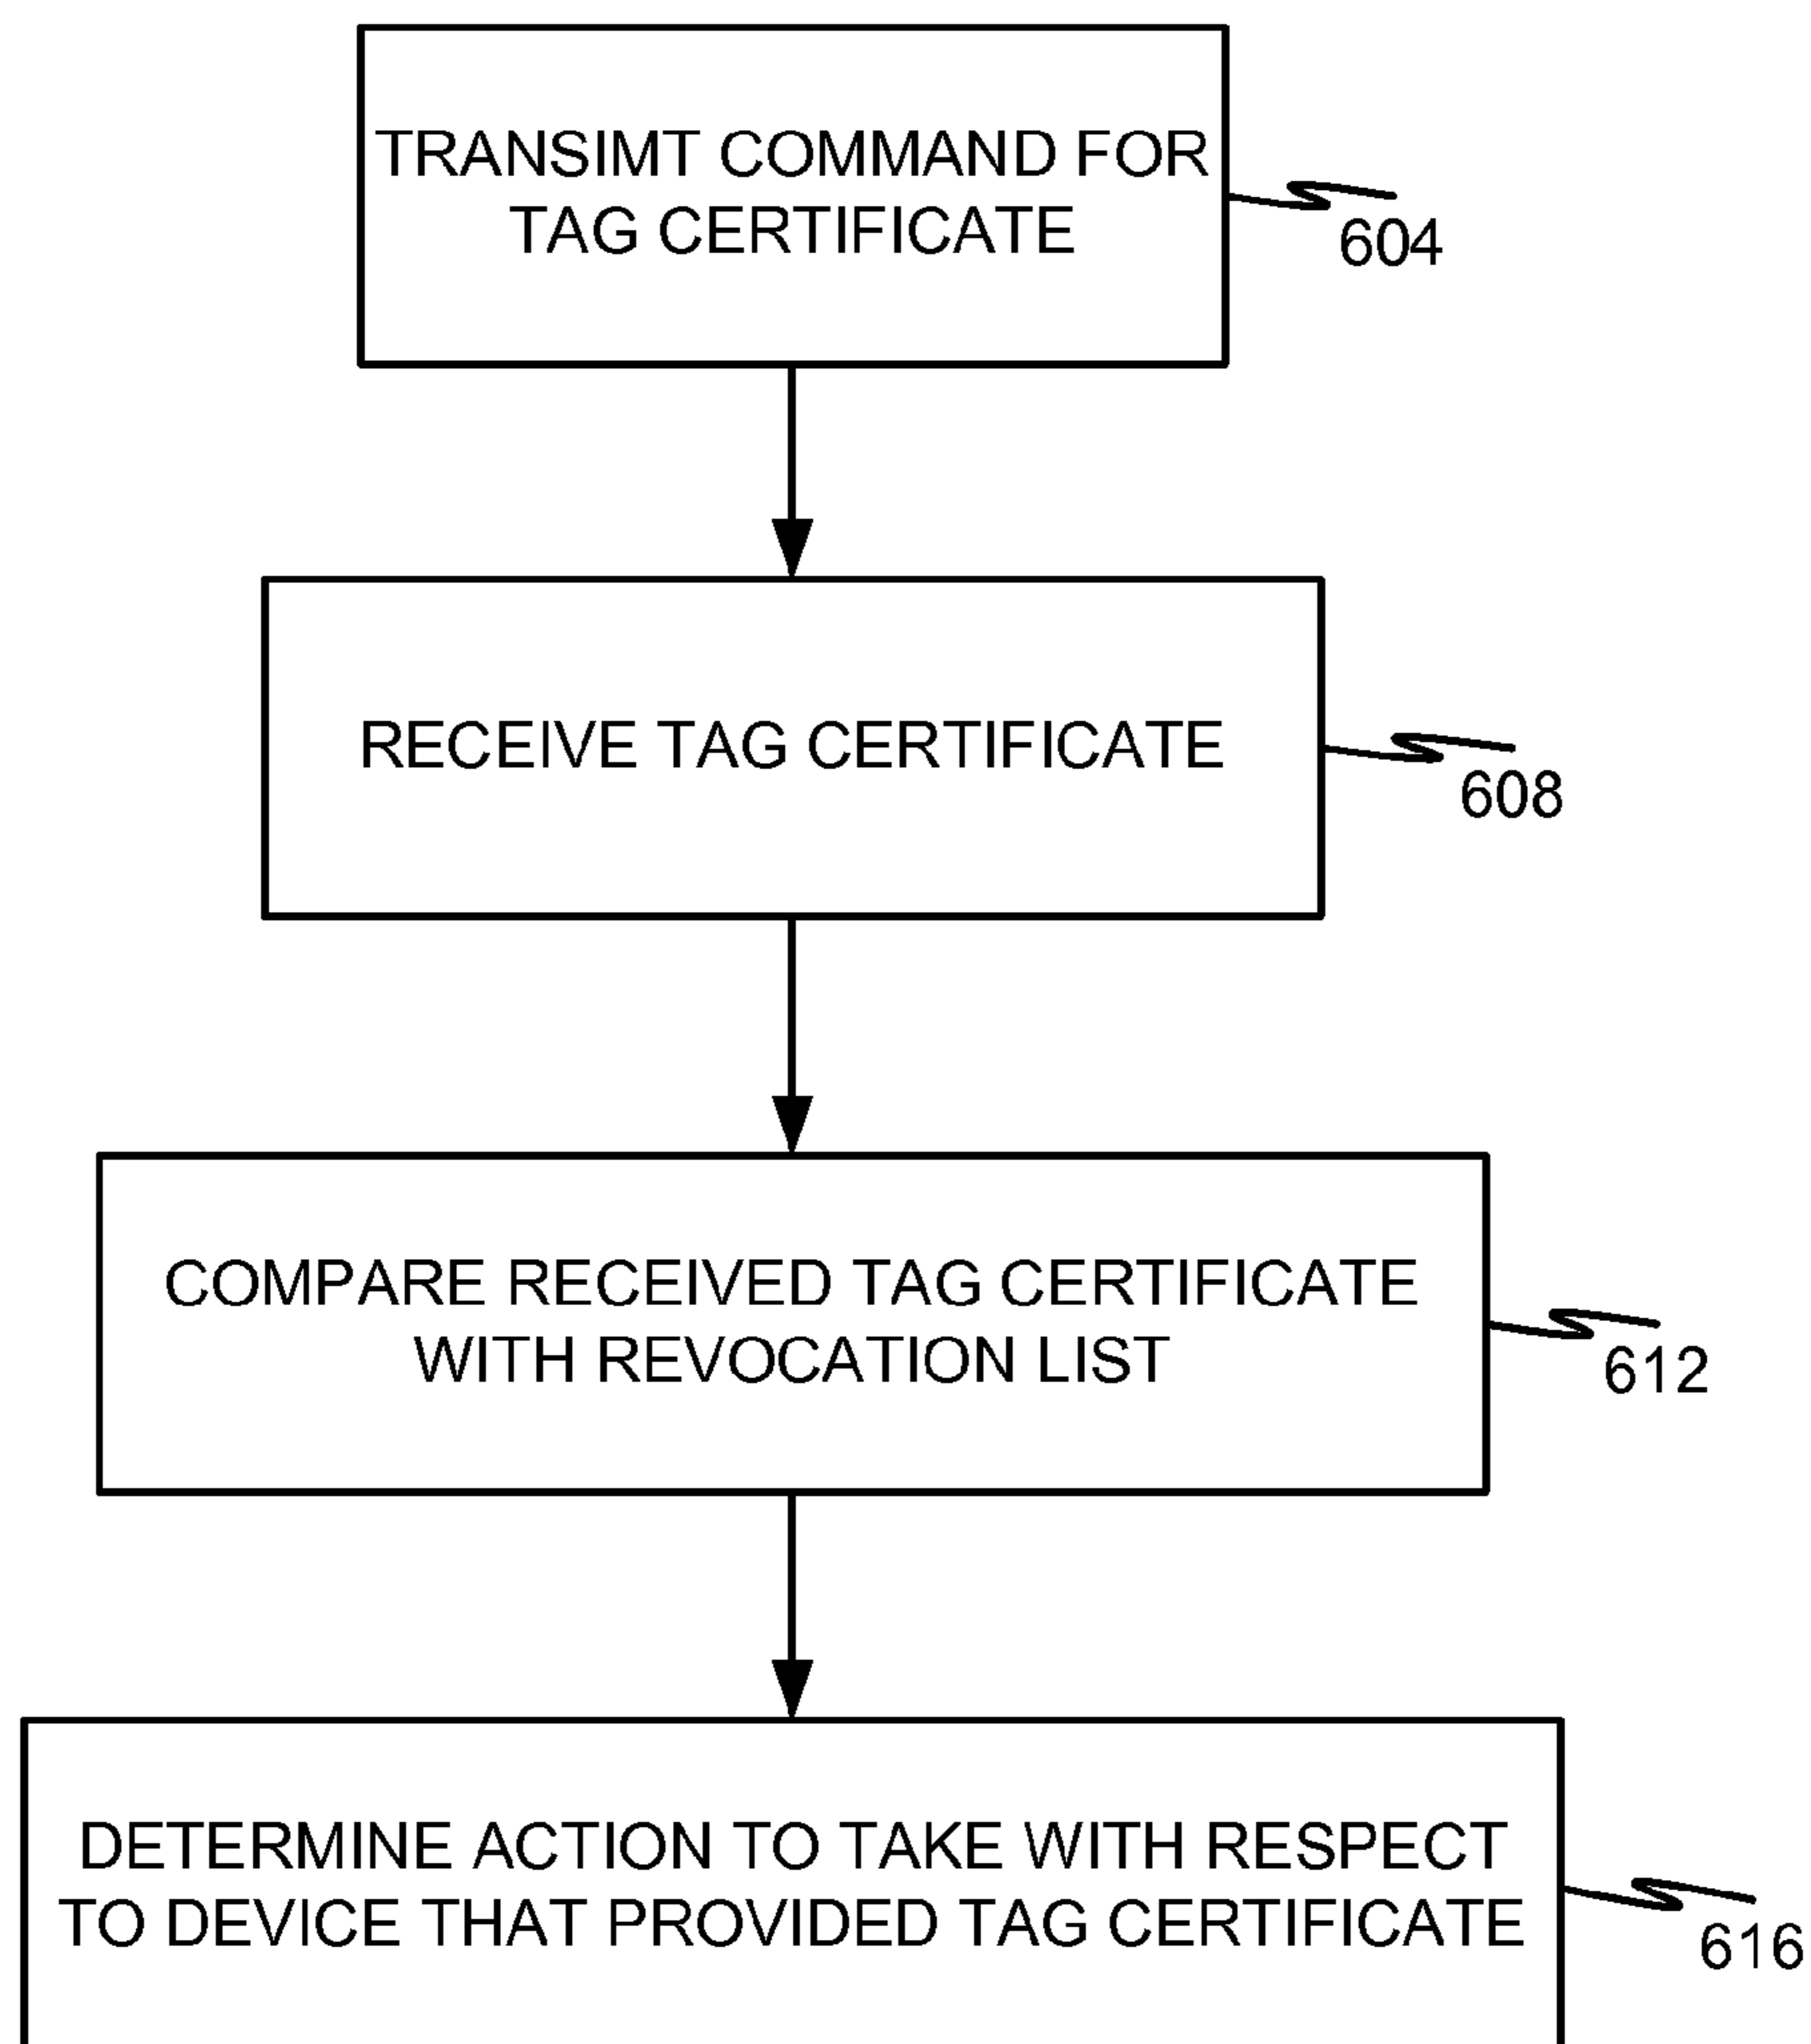 TRANSIMT COMMAND FOR
TAG CERTIFICATE
604
RECEIVE TAG CERTIFICATE
608
COMPARE RECEIVED TAG CERTIFICATE
WITH REVOCATION LIST
612
DETERMINE ACTION TO TAKE WITH RESPECT
TO DEVICE THAT PROVIDED TAG CERTIFICATE
616